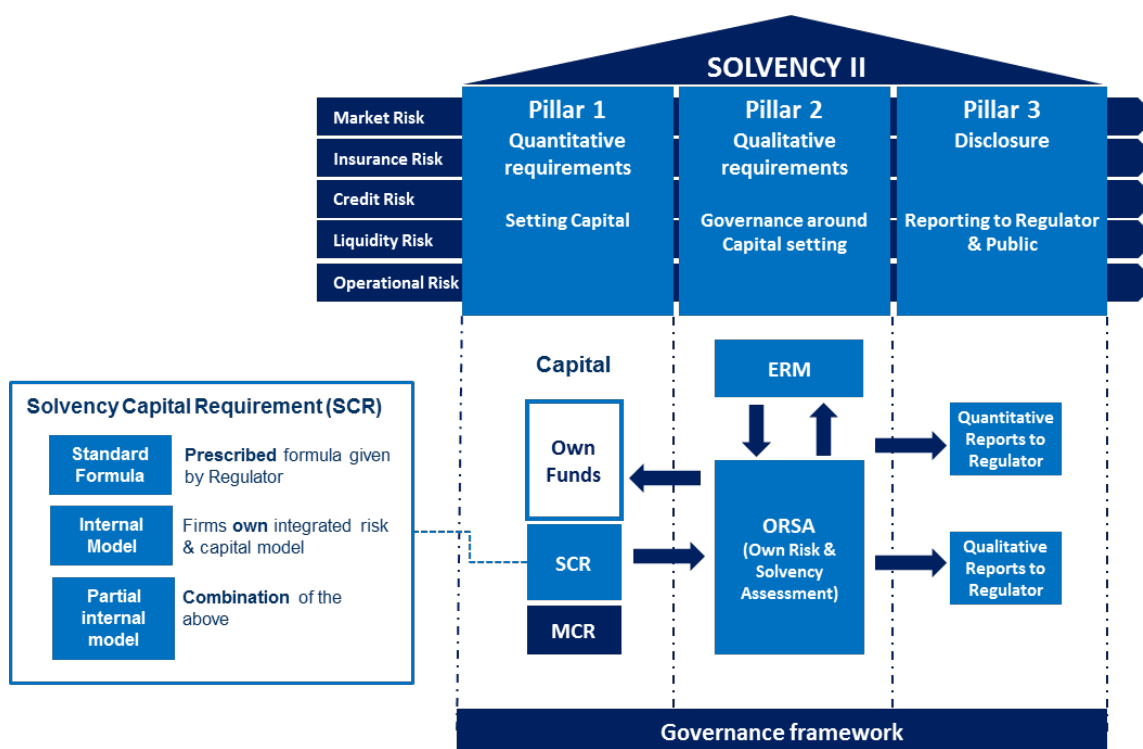 SOLVENCY II
Market Risk
Insurance Risk
Credit Risk
Liquidity Risk
Operational Risk
Pillar 1
Quantitative
requirements
Setting Capital
Pillar 2
Qualitative
requirements
Governance around
Capital setting
Pillar 3
Disclosure
Reporting to Regulator
& Public
Solvency Capital Requirement (SCR)
Standard
Formula
Prescribed formula given
by Regulator
Internal
Model
Firms own integrated risk
& capital model
Partial
internal
model
Combination of the
above
Capital
Own
Funds
SCR
MCR
ERM
ORSA
(Own Risk &
Solvency
Assessment)
Quantitative
Reports to
Regulator
Qualitative
Reports to
Regulator
Governance framework